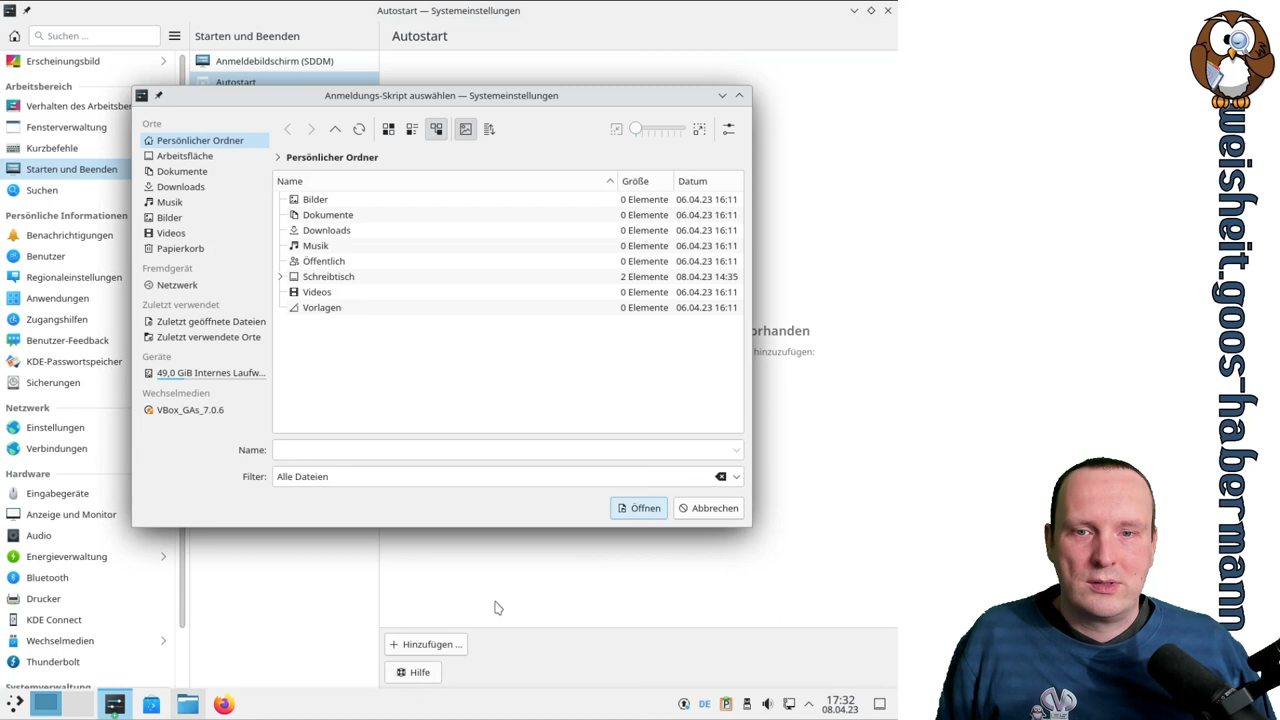 Autostart — Systemeinstellungen
Suchen ...
Starten und Beenden
Autostart
Erscheinungsbild
Arbeitsbereich
Verhalten des Arbeitsber
Fensterverwaltung
Kurzbefehle
Starten und Beenden
Suchen
Persönliche Informationen
Benachrichtigungen
Benutzer
Regionaleinstellungen
Anwendungen
Zugangshilfen
Benutzer-Feedback
KDE-Passwortspeicher
Sicherungen
Netzwerk
Einstellungen
Verbindungen
Hardware
Eingabegeräte
Anzeige und Monitor
Audio
Energieverwaltung
Bluetooth
Drucker
KDE Connect
Wechselmedien
Thunderbolt
Systemverwaltung
Anmeldebildschirm (SDDM)
Autostart
Anmeldungs-Skript auswählen — Systemeinstellungen
Orte
Persönlicher Ordner
Arbeitsfläche
Dokumente
Downloads
Musik
Bilder
Videos
Papierkorb
Fremdgerät
Netzwerk
Zuletzt verwendet
Zuletzt geöffnete Dateien
Zuletzt verwendete Orte
Geräte
49,0 GiB Internes Laufw...
Wechselmedien
VBox_GAs_7.0.6
Persönlicher Ordner
Name Größe Datum
Bilder 0 Elemente 06.04.23 16:11
Dokumente 0 Elemente 06.04.23 16:11
Downloads 0 Elemente 06.04.23 16:11
Musik 0 Elemente 06.04.23 16:11
Öffentlich 0 Elemente 06.04.23 16:11
Schreibtisch 2 Elemente 08.04.23 14:35
Videos 0 Elemente 06.04.23 16:11
Vorlagen 0 Elemente 06.04.23 16:11
Name:
Filter: Alle Dateien
Öffnen Abbrechen
orhanden
hinzuzufügen:
Hinzufügen ...
Hilfe
DE
17:32
08.04.23
weisheit.goos-habermann